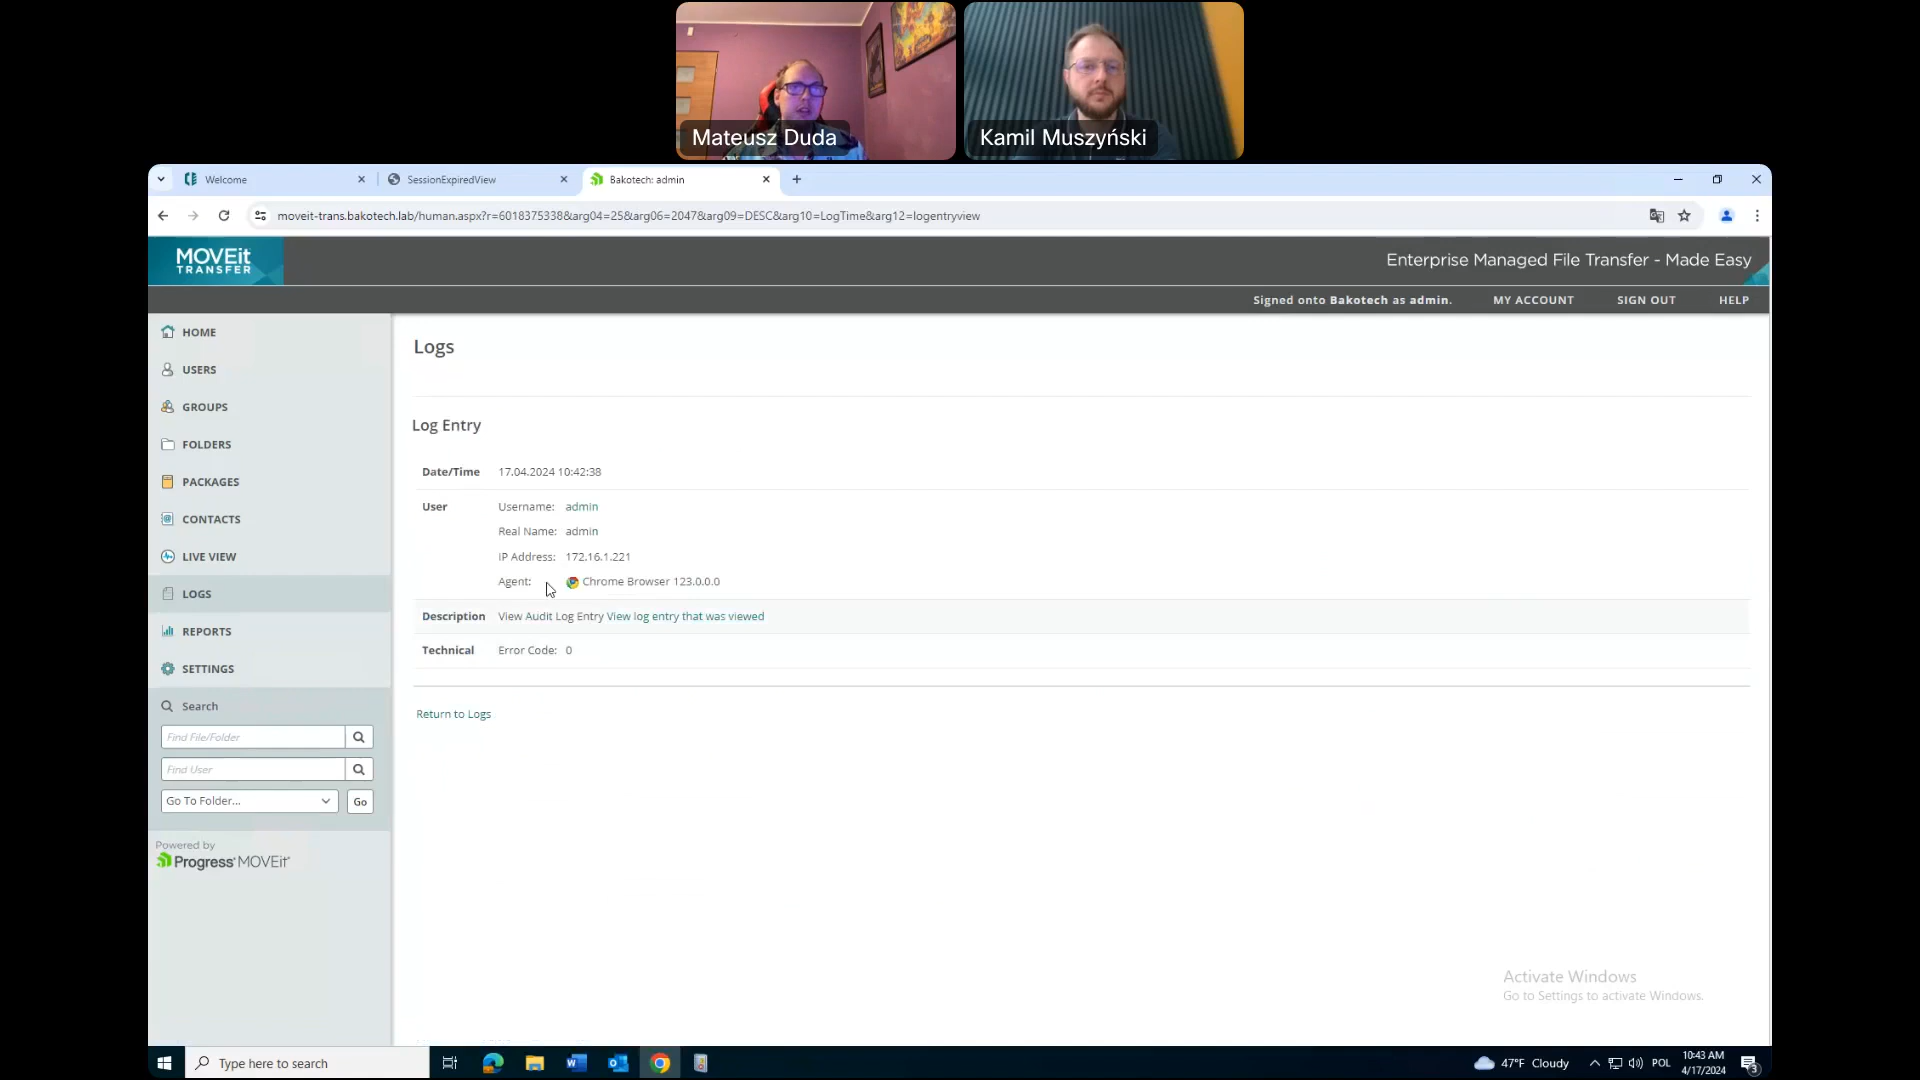 Mateusz Duda
Kamil Muszyński
Welcome
SessionExpiredView
Bakotech: admin
moveit-trans.bakotech.lab/human.aspx?r=6018375338&arg04=25&arg06=2047&arg09=DESC&arg10=LogTime&arg12=logentryview
MOVEit
TRANSFER
Enterprise Managed File Transfer - Made Easy
Signed onto Bakotech as admin.
MY ACCOUNT
SIGN OUT
HELP
HOME
USERS
GROUPS
FOLDERS
PACKAGES
CONTACTS
LIVE VIEW
LOGS
REPORTS
SETTINGS
Search
Find File/Folder
Find User
Go To Folder...
Go
Powered by
Progress MOVEit
Logs
Log Entry
Date/Time 17.04.2024 10:42:38
User Username: admin
Real Name: admin
IP Address: 172.16.1.221
Agent: Chrome Browser 123.0.0.0
Description View Audit Log Entry View log entry that was viewed
Technical Error Code: 0
Return to Logs
Activate Windows
Go to Settings to activate Windows.
Type here to search
47°F Cloudy
POL
10:43 AM
4/17/2024
3